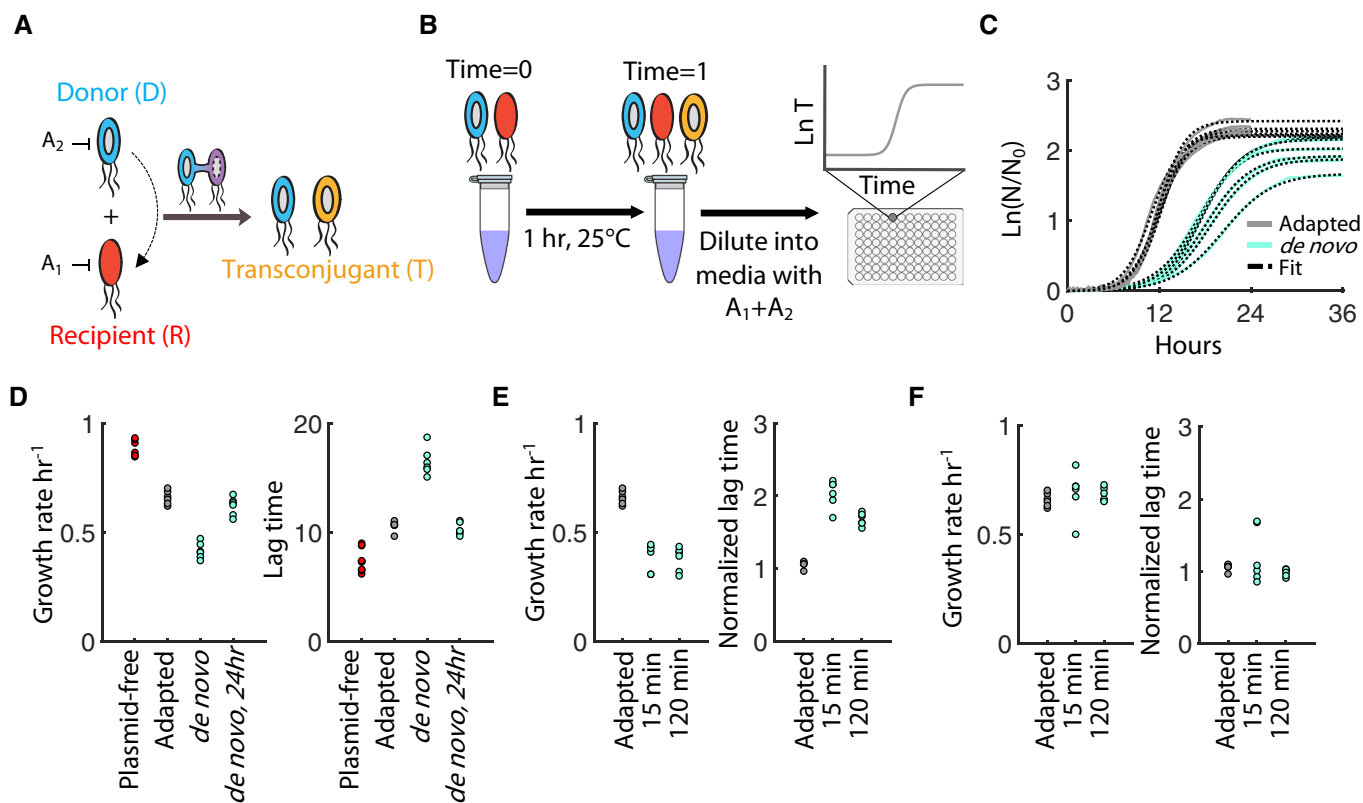 A
Donor (D)
A2
+
A1
Recipient (R)
Transconjugant (T)
B
Time=0
Time=1
1 hr, 25°C
Dilute into
media with
A1+A2
Ln T
Time
C
Ln(N/N0)
3
2
1
0
0
12
24
36
Hours
Adapted
de novo
Fit
D
Growth rate hr-1
1
0.5
0
Plasmid-free
Adapted
de novo
de novo, 24hr
Lag time
20
10
0
Plasmid-free
Adapted
de novo
de novo, 24hr
E
Growth rate hr-1
1
0.5
0
Adapted
15 min
120 min
Normalized lag time
3
2
1
0
Adapted
15 min
120 min
F
Growth rate hr-1
1
0.5
0
Adapted
15 min
120 min
Normalized lag time
3
2
1
0
Adapted
15 min
120 min